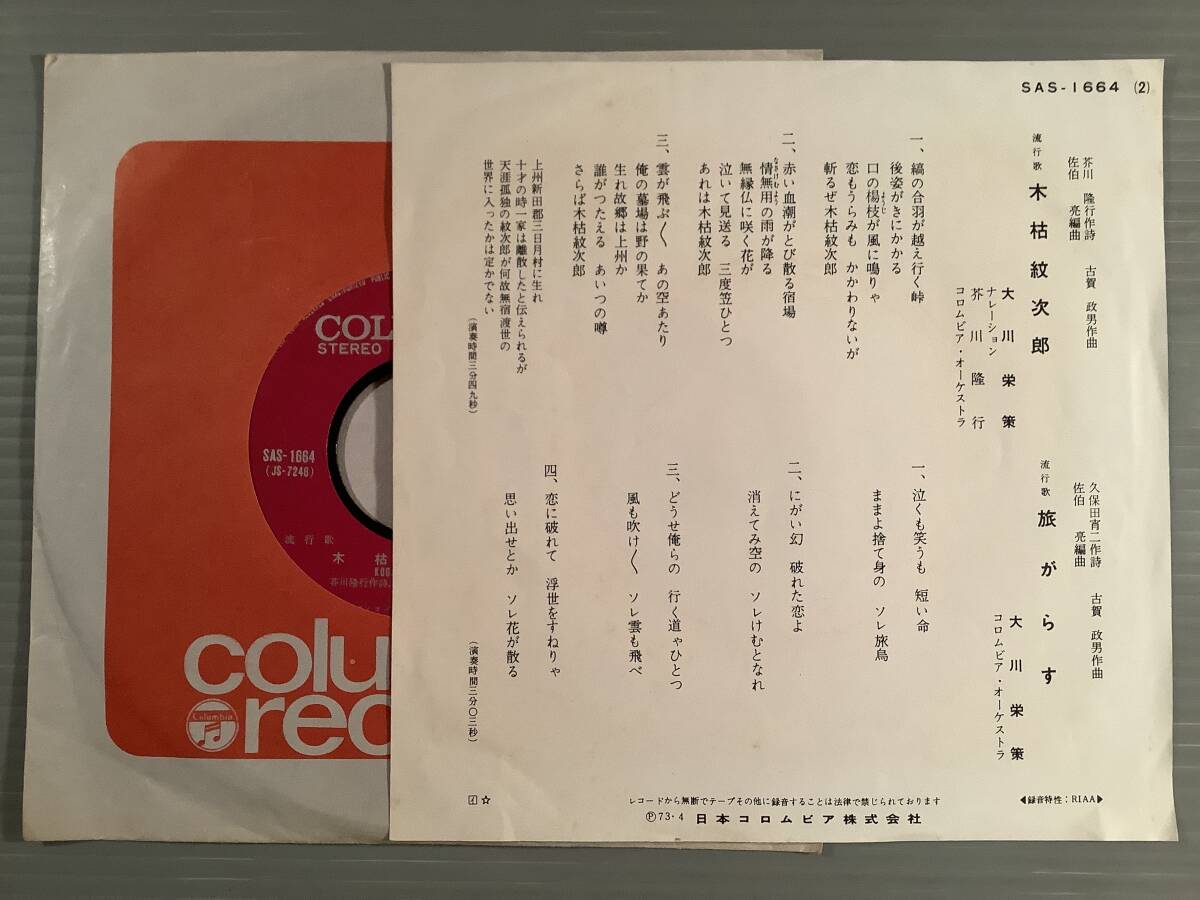 SAS-1664 (2)
芥川 隆行作詩
佐伯 亮編曲
古賀 政男作曲
流行歌 木枯紋次郎
大川栄策
ナレーション
芥川隆行
コロムビア・オーケストラ
一、縞の合羽が越え行く峠
後姿がきにかかる
口の楊枝が風に鳴りゃ
ようじ
恋もうらみも かかわりないが
斬るぜ木枯紋次郎
二、赤い血潮がとび散る宿場
情無用の雨が降る
なさけむよう
無縁仏に咲く花が
泣いて見送る 三度笠ひとつ
あれは木枯紋次郎
三、雲が飛ぶ〱 あの空あたり
俺の墓場は野の果てか
生れ故郷は上州か
誰がつたえる あいつの噂
さらば木枯紋次郎
上州新田郡三日月村に生れ
十才の時一家は離散したと伝えられるが
天涯孤独の紋次郎が何故無宿渡世の
世界に入ったかは定かでない
(演奏時間三分四九秒)
久保田宵二作詩
佐伯 亮編曲
古賀 政男作曲
流行歌 旅がらす
大川栄策
コロムビア・オーケストラ
一、泣くも笑うも 短い命
ままよ捨て身の ソレ旅鳥
二、にがい幻 破れた恋よ
消えてみ空の ソレけむとなれ
三、どうせ俺らの 行く道ゃひとつ
風も吹け〱 ソレ雲も飛べ
四、恋に破れて 浮世をすねりゃ
思い出せとか ソレ花が散る
(演奏時間三分〇三秒)
イ ☆
レコードから無断でテープその他に録音することは法律で禁じられております
◀録音特性：RIAA▶
Ⓟ73・4 日本コロムビア株式会社
COL
STEREO
SAS-1664
(JS-7246)
流行歌
木 枯
KOG
芥川隆行作詩、
colu
Columbia
rec